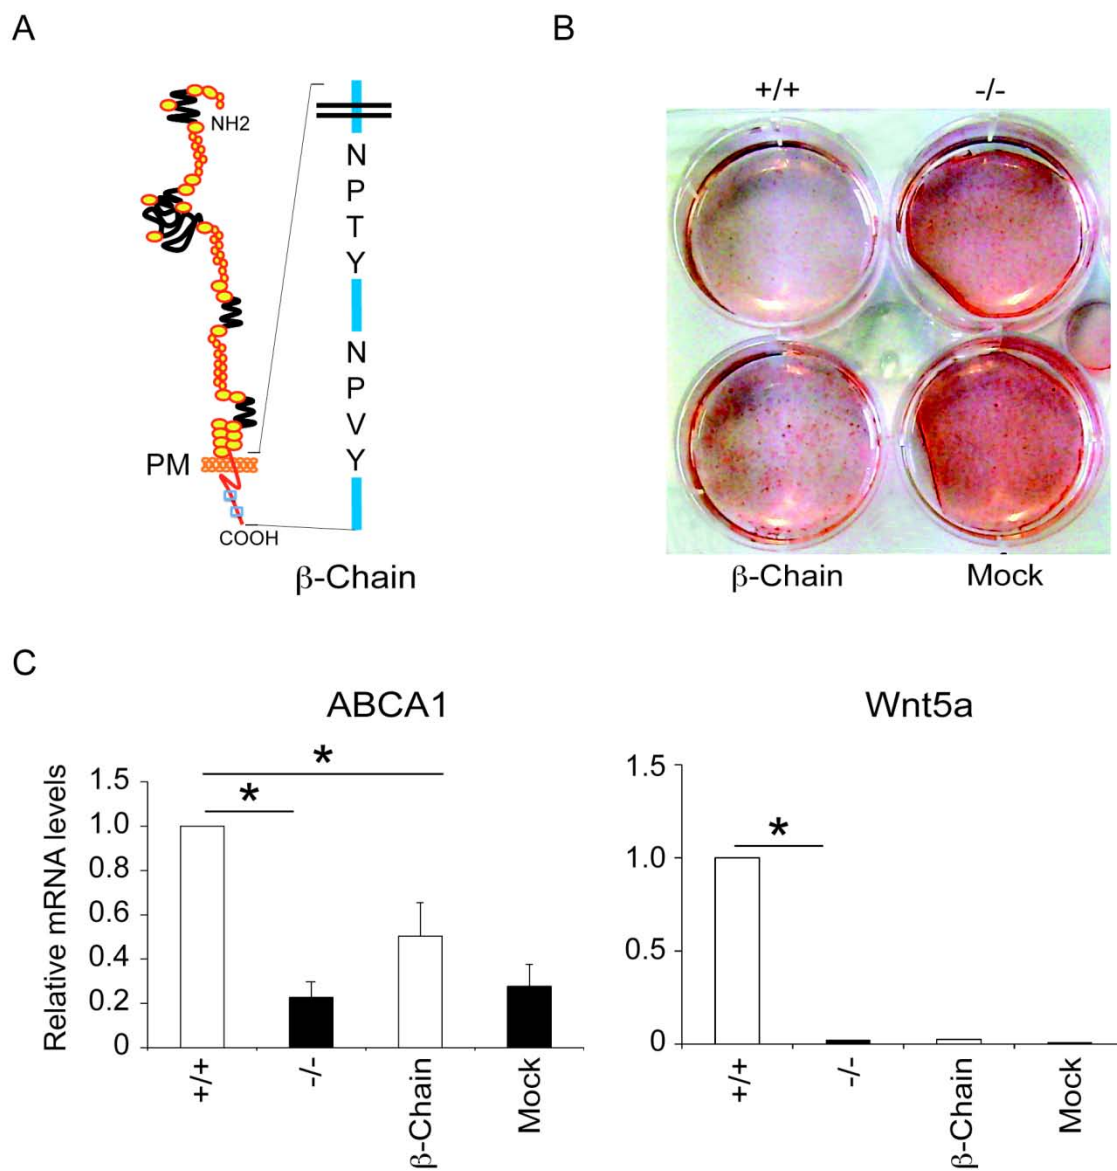 A
B
NH2
PM
COOH
N
P
T
Y
N
P
V
Y
β-Chain
+/+
-/-
β-Chain
Mock
C
ABCA1
Relative mRNA levels
1.5
1.0
0.8
0.6
0.4
0.2
0
*
*
+/+
-/-
β-Chain
Mock
Wnt5a
1.5
1.0
0.5
0
*
+/+
-/-
β-Chain
Mock